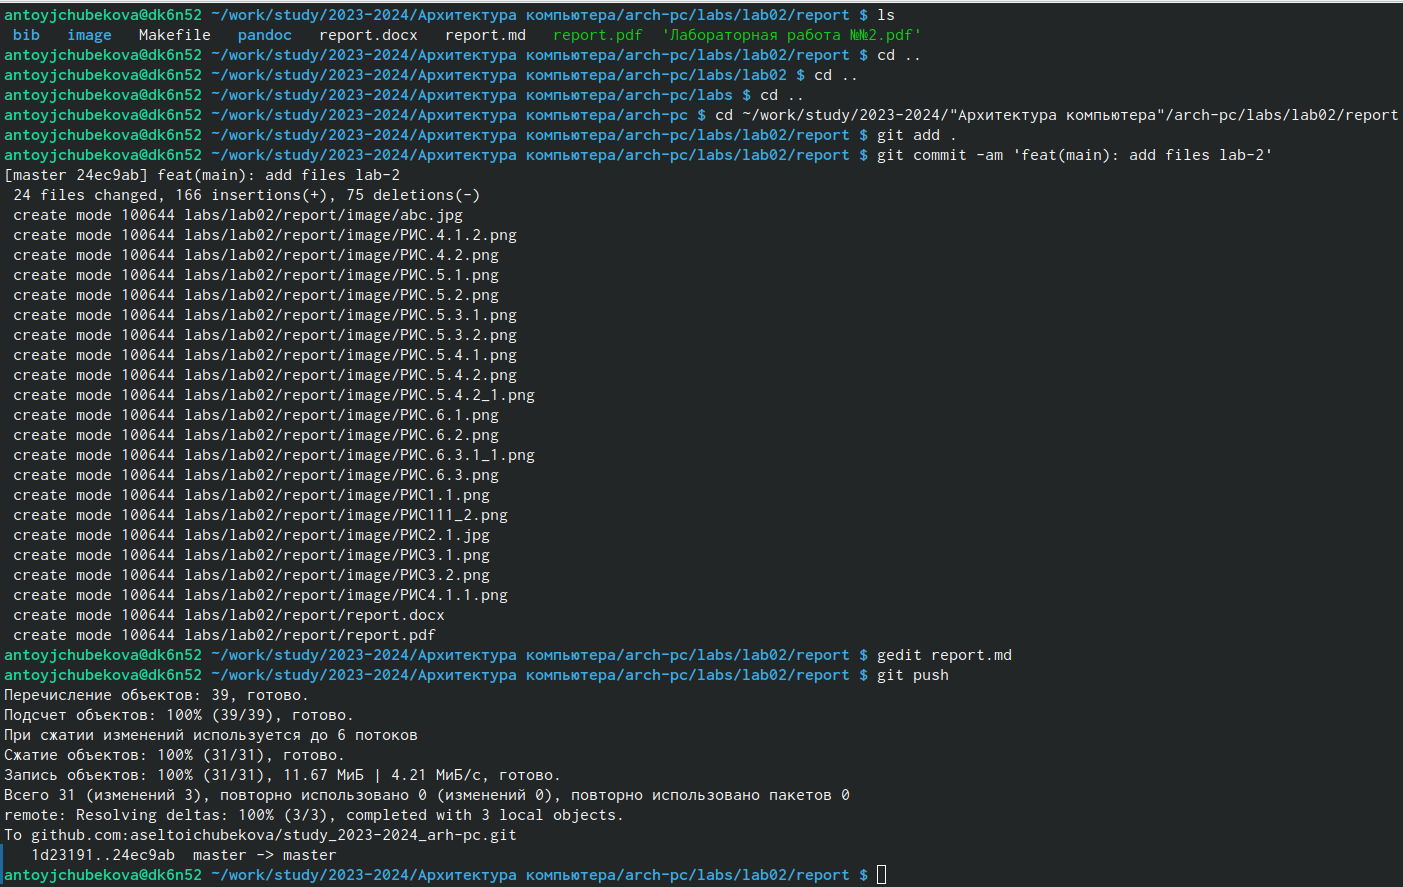 antoyjchubekova@dk6n52 ~/work/study/2023-2024/Архитектура компьютера/arch-pc/labs/lab02/report $ ls
bib image Makefile pandoc report.docx report.md report.pdf 'Лабораторная работа №№2.pdf'
antoyjchubekova@dk6n52 ~/work/study/2023-2024/Архитектура компьютера/arch-pc/labs/lab02/report $ cd ..
antoyjchubekova@dk6n52 ~/work/study/2023-2024/Архитектура компьютера/arch-pc/labs/lab02 $ cd ..
antoyjchubekova@dk6n52 ~/work/study/2023-2024/Архитектура компьютера/arch-pc/labs $ cd ..
antoyjchubekova@dk6n52 ~/work/study/2023-2024/Архитектура компьютера/arch-pc $ cd ~/work/study/2023-2024/"Архитектура компьютера"/arch-pc/labs/lab02/report
antoyjchubekova@dk6n52 ~/work/study/2023-2024/Архитектура компьютера/arch-pc/labs/lab02/report $ git add .
antoyjchubekova@dk6n52 ~/work/study/2023-2024/Архитектура компьютера/arch-pc/labs/lab02/report $ git commit -am 'feat(main): add files lab-2'
[master 24ec9ab] feat(main): add files lab-2
24 files changed, 166 insertions(+), 75 deletions(-)
create mode 100644 labs/lab02/report/image/abc.jpg
create mode 100644 labs/lab02/report/image/РИС.4.1.2.png
create mode 100644 labs/lab02/report/image/РИС.4.2.png
create mode 100644 labs/lab02/report/image/РИС.5.1.png
create mode 100644 labs/lab02/report/image/РИС.5.2.png
create mode 100644 labs/lab02/report/image/РИС.5.3.1.png
create mode 100644 labs/lab02/report/image/РИС.5.3.2.png
create mode 100644 labs/lab02/report/image/РИС.5.4.1.png
create mode 100644 labs/lab02/report/image/РИС.5.4.2.png
create mode 100644 labs/lab02/report/image/РИС.5.4.2_1.png
create mode 100644 labs/lab02/report/image/РИС.6.1.png
create mode 100644 labs/lab02/report/image/РИС.6.2.png
create mode 100644 labs/lab02/report/image/РИС.6.3.1_1.png
create mode 100644 labs/lab02/report/image/РИС.6.3.png
create mode 100644 labs/lab02/report/image/РИС1.1.png
create mode 100644 labs/lab02/report/image/РИС111_2.png
create mode 100644 labs/lab02/report/image/РИС2.1.jpg
create mode 100644 labs/lab02/report/image/РИС3.1.png
create mode 100644 labs/lab02/report/image/РИС3.2.png
create mode 100644 labs/lab02/report/image/РИС4.1.1.png
create mode 100644 labs/lab02/report/report.docx
create mode 100644 labs/lab02/report/report.pdf
antoyjchubekova@dk6n52 ~/work/study/2023-2024/Архитектура компьютера/arch-pc/labs/lab02/report $ gedit report.md
antoyjchubekova@dk6n52 ~/work/study/2023-2024/Архитектура компьютера/arch-pc/labs/lab02/report $ git push
Перечисление объектов: 39, готово.
Подсчет объектов: 100% (39/39), готово.
При сжатии изменений используется до 6 потоков
Сжатие объектов: 100% (31/31), готово.
Запись объектов: 100% (31/31), 11.67 МиБ | 4.21 МиБ/с, готово.
Всего 31 (изменений 3), повторно использовано 0 (изменений 0), повторно использовано пакетов 0
remote: Resolving deltas: 100% (3/3), completed with 3 local objects.
To github.com:aseltoichubekova/study_2023-2024_arh-pc.git
1d23191..24ec9ab master -> master
antoyjchubekova@dk6n52 ~/work/study/2023-2024/Архитектура компьютера/arch-pc/labs/lab02/report $